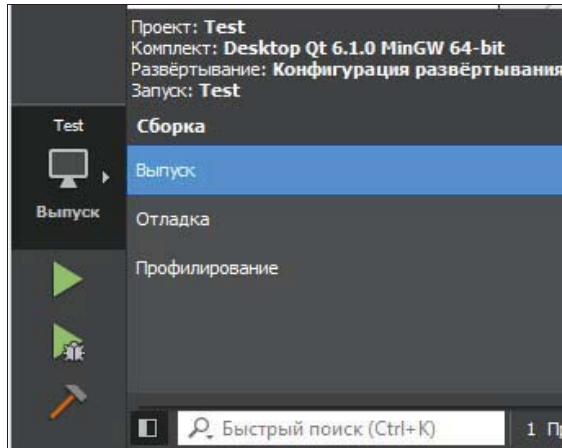 Проект: Test
Комплект: Desktop Qt 6.1.0 MinGW 64-bit
Развёртывание: Конфигурация развёртывания
Запуск: Test
Test
Сборка
Выпуск
Выпуск
Отладка
Профилирование
Быстрый поиск (Ctrl+K)
1